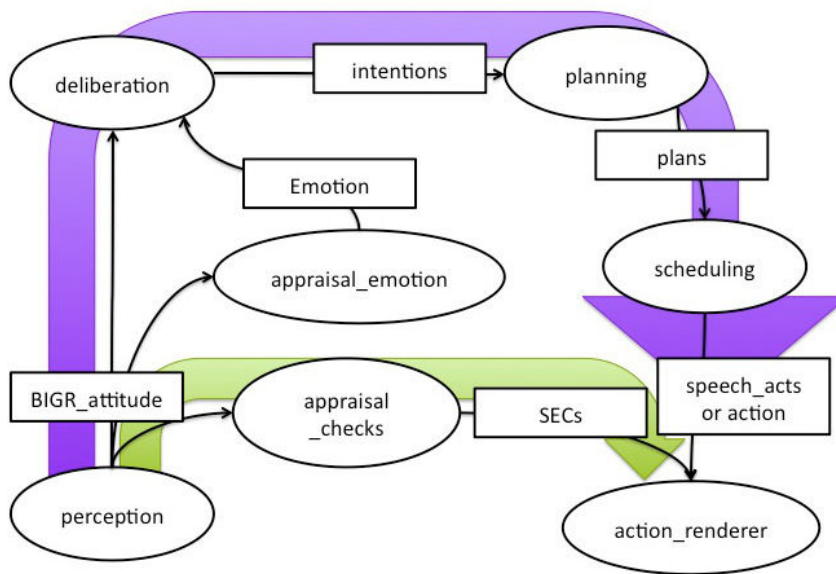 deliberation
intentions
planning
plans
Emotion
appraisal_emotion
scheduling
BIGR_attitude
appraisal
_checks
SECs
speech_acts
or action
perception
action_renderer